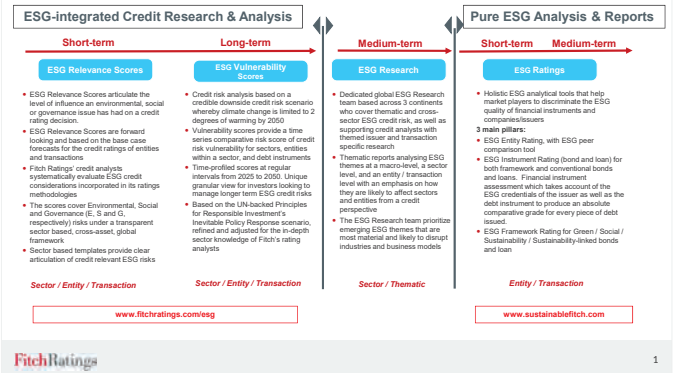 ESG-integrated Credit Research & Analysis
Pure ESG Analysis & Reports
Short-term
Long-term
Medium-term
Short-term
Medium-term
ESG Relevance Scores
• ESG Relevance Scores articulate the
level of influence an environmental, social
or governance issue has had on a credit
rating decision.
• ESG Relevance Scores are forward
looking and based on the base case
forecasts for the credit ratings of entities
and transactions
• Fitch Ratings' credit analysts
systematically evaluate ESG credit
considerations incorporated in its ratings
methodologies
• The scores cover Environmental, Social
and Governance (E, S and G,
respectively) risks under a transparent
sector based, cross-asset, global
framework
• Sector based templates provide clear
articulation of credit relevant ESG risks
Sector / Entity / Transaction
ESG Vulnerability
Scores
• Credit risk analysis based on a
credible downside credit risk scenario
whereby climate change is limited to 2
degrees of warming by 2050
• Vulnerability scores provide a time
series comparative risk score of credit
risk vulnerability for sectors, entities
within a sector, and debt instruments
• Time-profiled scores at regular
intervals from 2025 to 2050. Unique
granular view for investors looking to
manage longer term ESG credit risks
• Based on the UN-backed Principles
for Responsible Investment's
Inevitable Policy Response scenario,
refined and adjusted for the in-depth
sector knowledge of Fitch's rating
analysts
Sector / Entity / Transaction
ESG Research
• Dedicated global ESG Research
team based across 3 continents
who cover thematic and cross-
sector ESG credit risk, as well as
supporting credit analysts with
themed issuer and transaction
specific research
• Thematic reports analysing ESG
themes at a macro-level, a sector
level, and an entity / transaction
level with an emphasis on how they
are likely to affect sectors
and entities from a credit
perspective
• The ESG Research team prioritize
emerging ESG themes that are
most material and likely to disrupt
industries and business models
Sector / Thematic
ESG Ratings
• Holistic ESG analytical tools that help
market players to discriminate the ESG
quality of financial instruments and
companies/issuers
3 main pillars:
• ESG Entity Rating, with ESG peer
comparison tool
• ESG Instrument Rating (bond and loan) for
both framework and conventional bonds
and loans. Financial instrument
assessment which takes account of
the ESG credentials of the issuer as well as the
debt instrument to produce an absolute
comparative grade for every piece of debt
issued.
• ESG Framework Rating for Green / Social /
Sustainability / Sustainability-linked bonds
and loan
Entity / Transaction
www.fitchratings.com/esg
www.sustainablefitch.com
FitchRatings
1